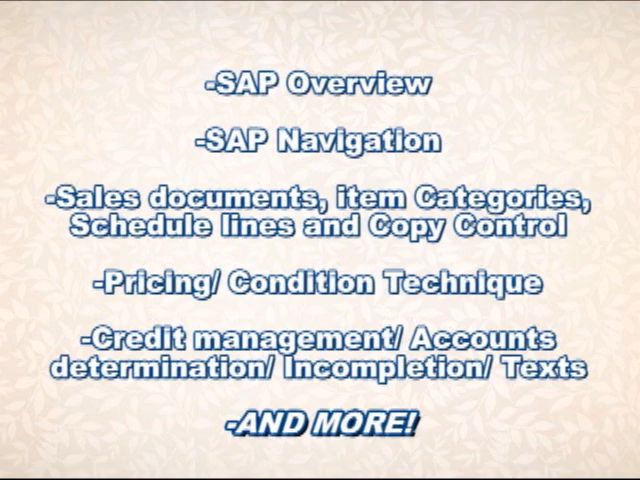 -SAP Overview
-SAP Navigation
-Sales documents, item Categories,
Schedule lines and Copy Control
-Pricing/ Condition Technique
-Credit management/ Accounts
determination/ Incompletion/ Texts
-AND MORE!